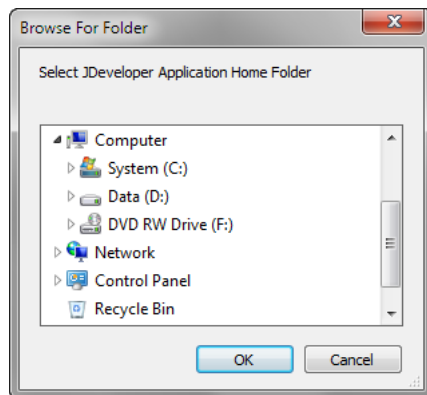 Browse For Folder
Select JDeveloper Application Home Folder
Computer
System (C:)
Data (D:)
DVD RW Drive (F:)
Network
Control Panel
Recycle Bin
OK
Cancel